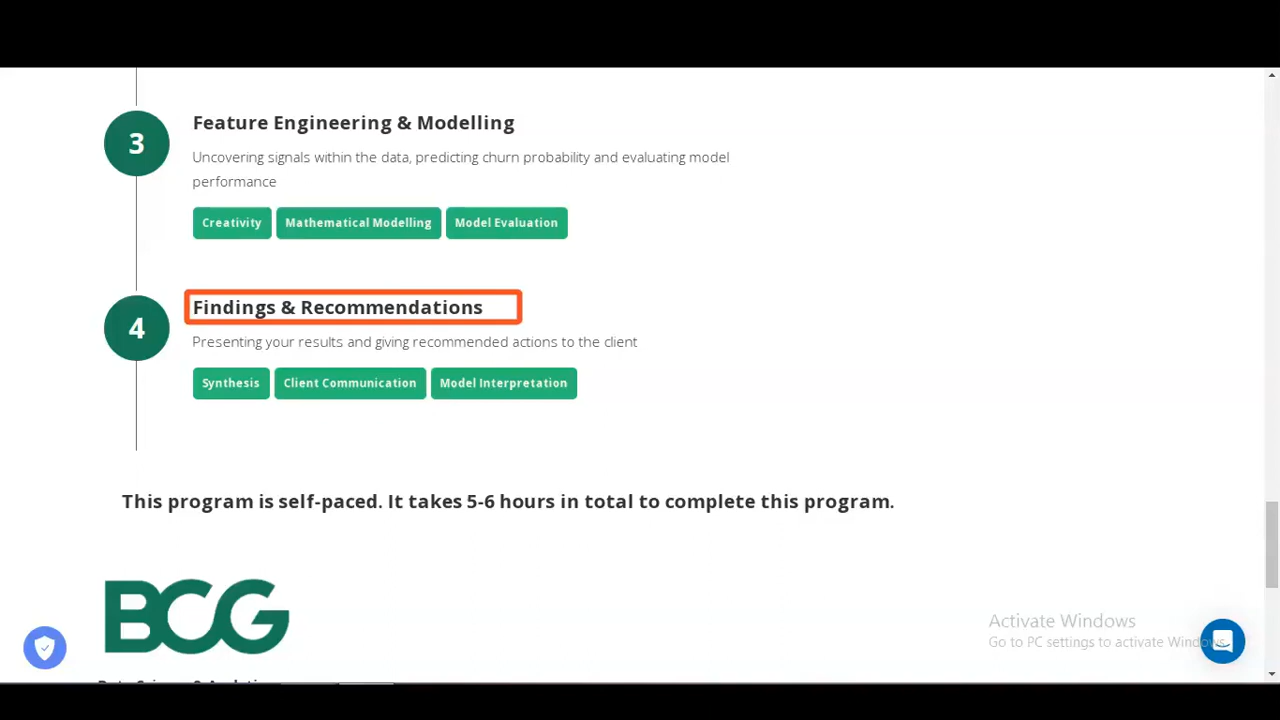 3
Feature Engineering & Modelling
Uncovering signals within the data, predicting churn probability and evaluating model
performance
Creativity Mathematical Modelling Model Evaluation
4
Findings & Recommendations
Presenting your results and giving recommended actions to the client
Synthesis Client Communication Model Interpretation
This program is self-paced. It takes 5-6 hours in total to complete this program.
BCG
Activate Windows
Go to PC settings to activate Windows.